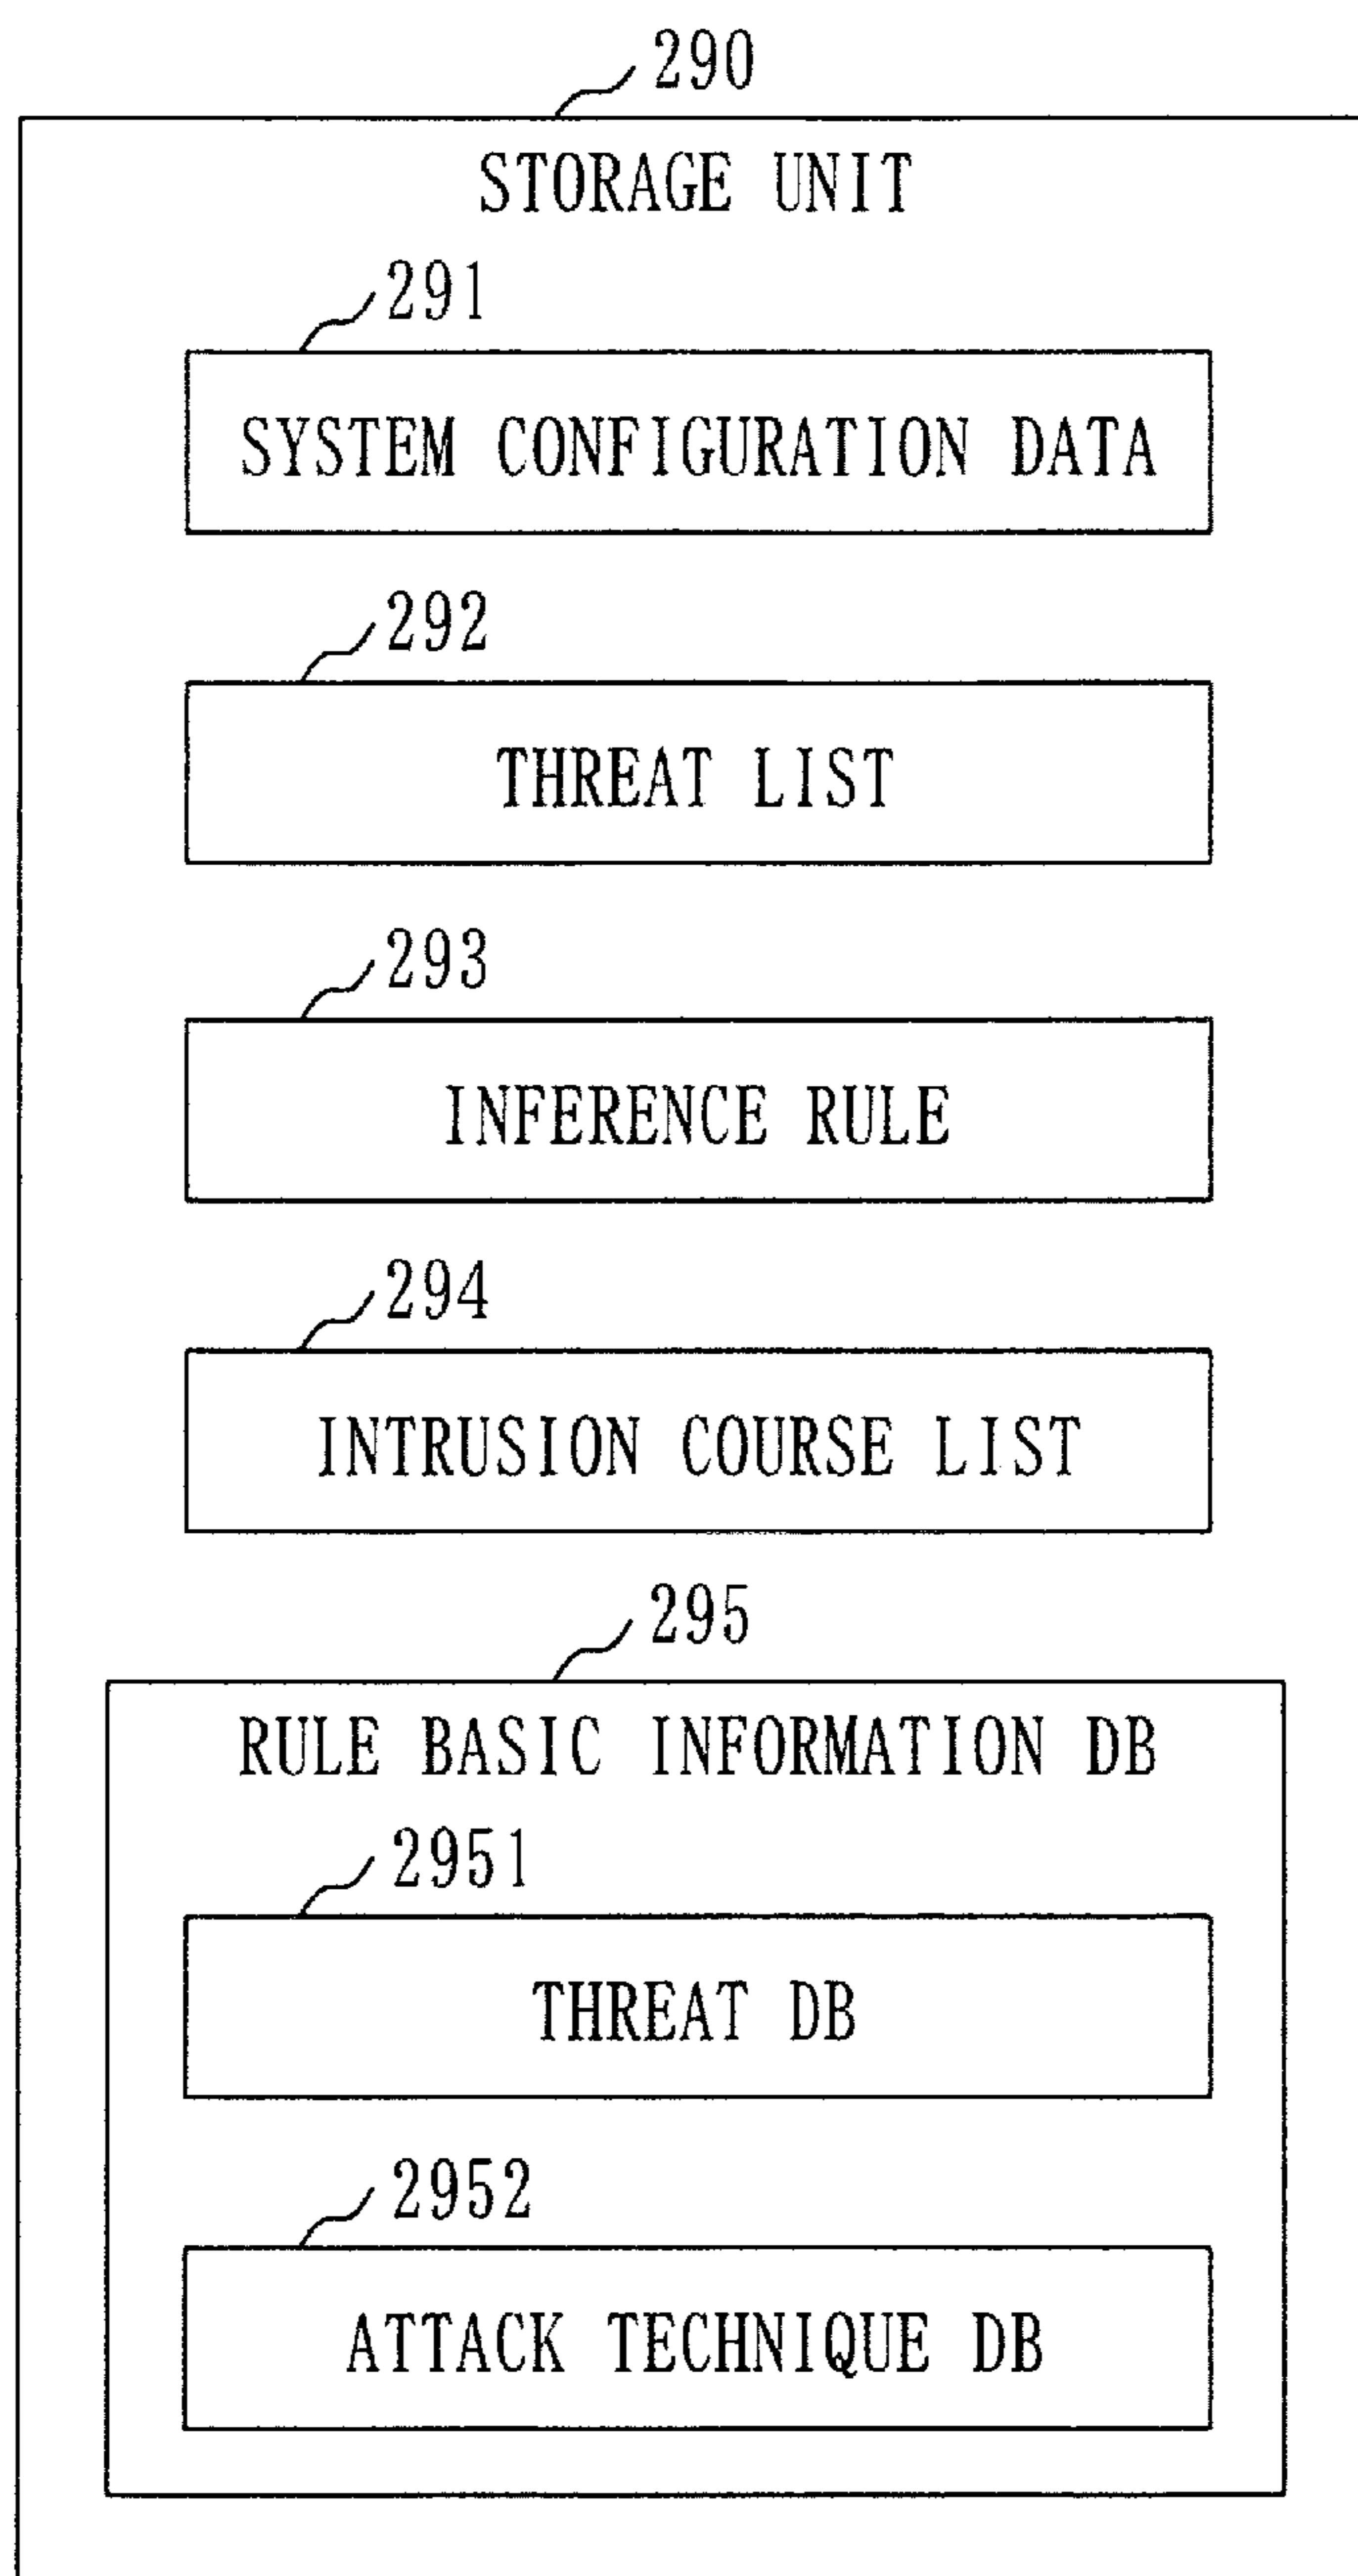 290
STORAGE UNIT
291
SYSTEM CONFIGURATION DATA
292
THREAT LIST
293
INFERENCE RULE
294
INTRUSION COURSE LIST
295
RULE BASIC INFORMATION DB
2951
THREAT DB
2952
ATTACK TECHNIQUE DB